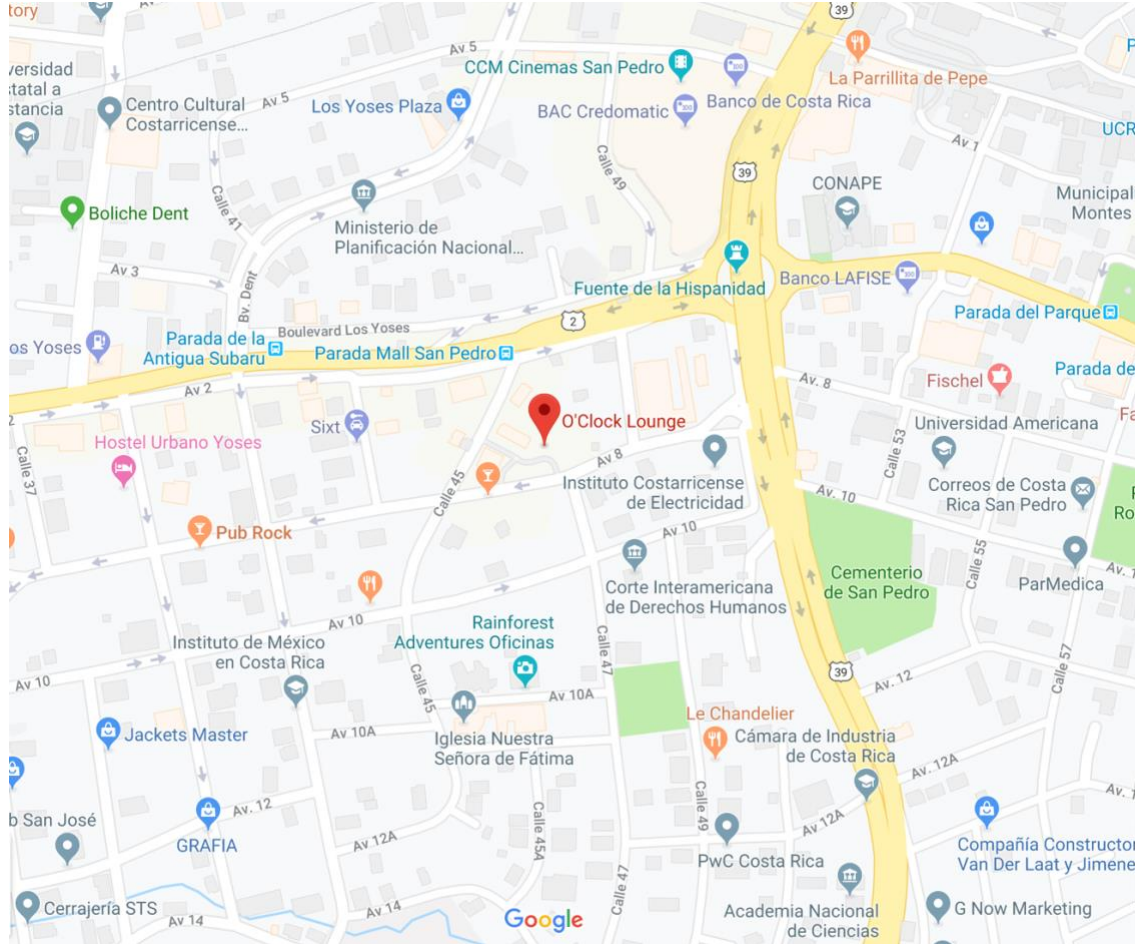 tory
39
Av 5
CCM Cinemas San Pedro
La Parrillita de Pepe
versidad
statal a
stancia
Centro Cultural
Costarricense...
Av 5
Los Yoses Plaza
BAC Credomatic
Banco de Costa Rica
UCR
Av 1
Calle 49
39
CONAPE
Municipal
Montes
Boliche Dent
Calle 41
Ministerio de
Planificación Nacional...
Av 3
Bv. Dent
Fuente de la Hispanidad
Banco LAFISE
2
Parada del Parque
Boulevard Los Yoses
os Yoses
Parada de la
Antigua Subaru
Parada Mall San Pedro
Parada de
Av 2
Av. 8
Fischel
2
Sixt
O'Clock Lounge
Universidad Americana
Fa
Hostel Urbano Yoses
Calle 37
Calle 45
Av 8
Instituto Costarricense
de Electricidad
Calle 53
Correos de Costa
Rica San Pedro
Av. 10
Ro
Pub Rock
Av 10
Calle 55
ParMedica
Corte Interamericana
de Derechos Humanos
Cementerio
de San Pedro
Av 10
Rainforest
Adventures Oficinas
Instituto de México
en Costa Rica
Calle 47
Calle 57
39
Av. 12
Av 10
Calle 45
Av 10A
Jackets Master
Av 10A
Iglesia Nuestra
Señora de Fátima
Le Chandelier
Cámara de Industria
de Costa Rica
Av. 12A
Av. 12
b San José
GRAFIA
Av 12A
Calle 45A
Calle 49
Av 12A
PwC Costa Rica
Compañía Constructor
Van Der Laat y Jimene
Calle 47
Cerrajería STS
Av 14
Av 14
Google
Academia Nacional
de Ciencias
G Now Marketing